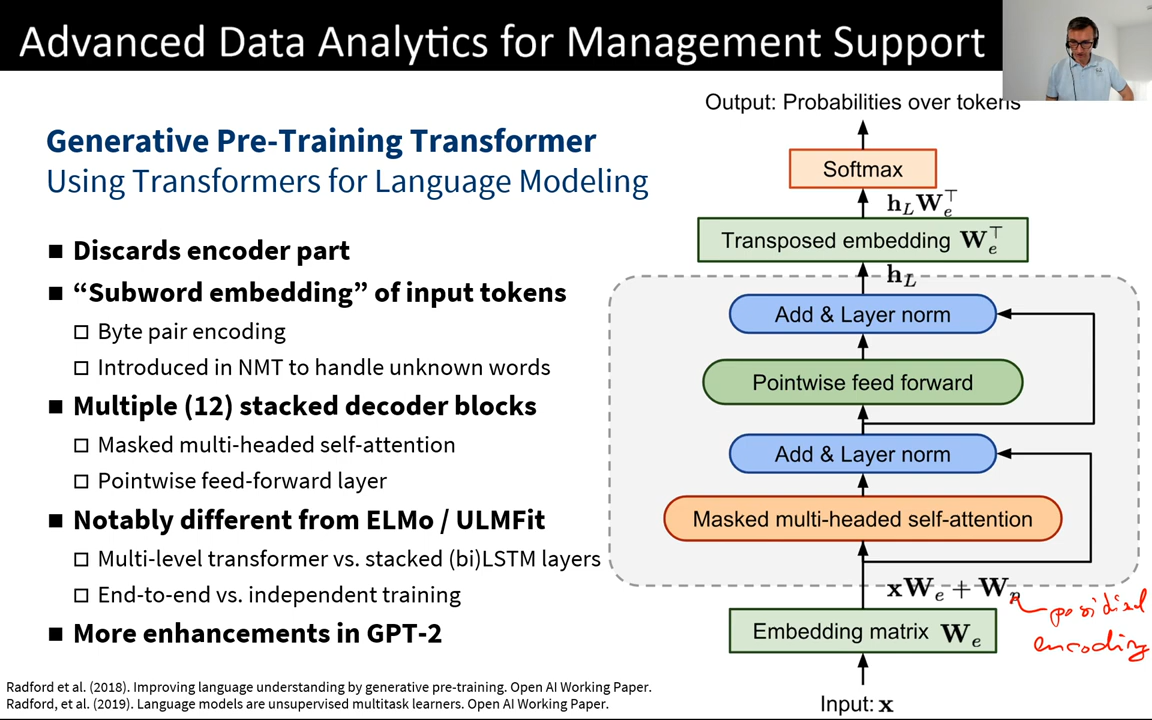 Advanced Data Analytics for Management Support
Generative Pre-Training Transformer
Using Transformers for Language Modeling
■ Discards encoder part
■ “Subword embedding” of input tokens
□ Byte pair encoding
□ Introduced in NMT to handle unknown words
■ Multiple (12) stacked decoder blocks
□ Masked multi-headed self-attention
□ Pointwise feed-forward layer
■ Notably different from ELMo / ULMFit
□ Multi-level transformer vs. stacked (bi)LSTM layers
□ End-to-end vs. independent training
■ More enhancements in GPT-2
Radford et al. (2018). Improving language understanding by generative pre-training. Open AI Working Paper.
Radford, et al. (2019). Language models are unsupervised multitask learners. Open AI Working Paper.
Output: Probabilities over tokens
Softmax
h_L W_e^⊤
Transposed embedding W_e^⊤
h_L
Add & Layer norm
Pointwise feed forward
Add & Layer norm
Masked multi-headed self-attention
xW_e + W_p
positional
encoding
Embedding matrix W_e
Input: x